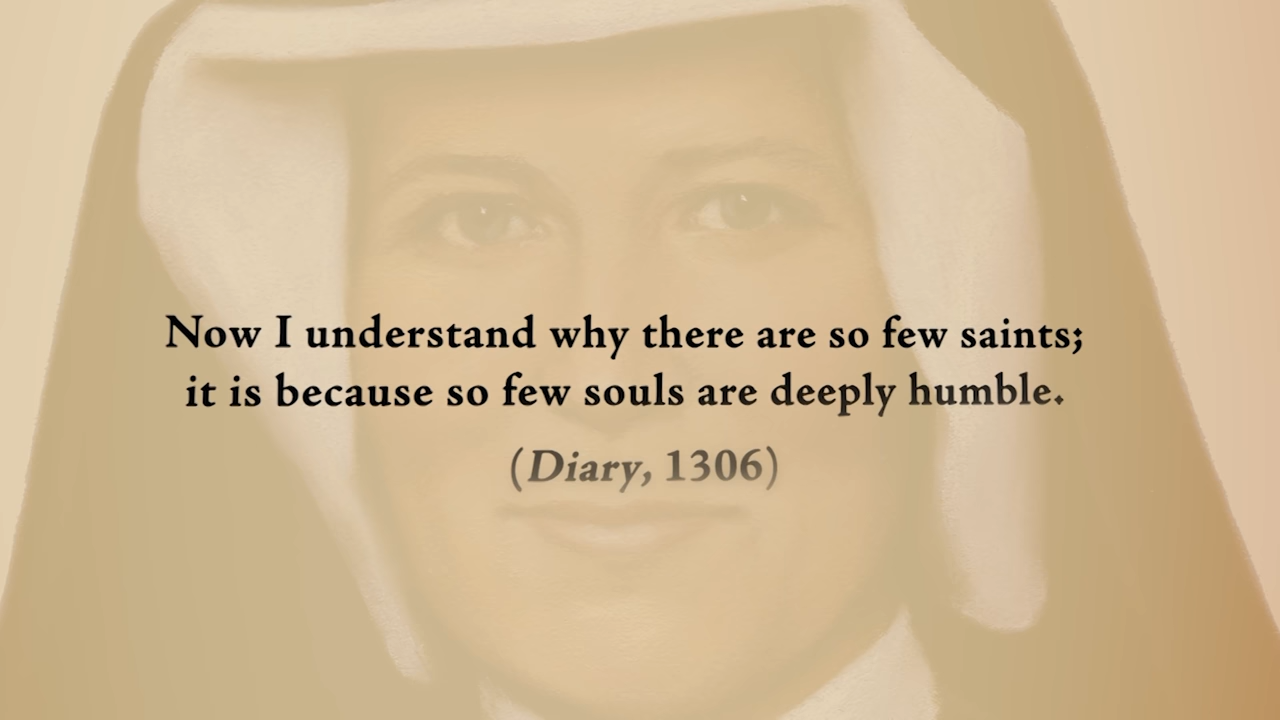 Now I understand why there are so few saints;
it is because so few souls are deeply humble.
(Diary, 1306)